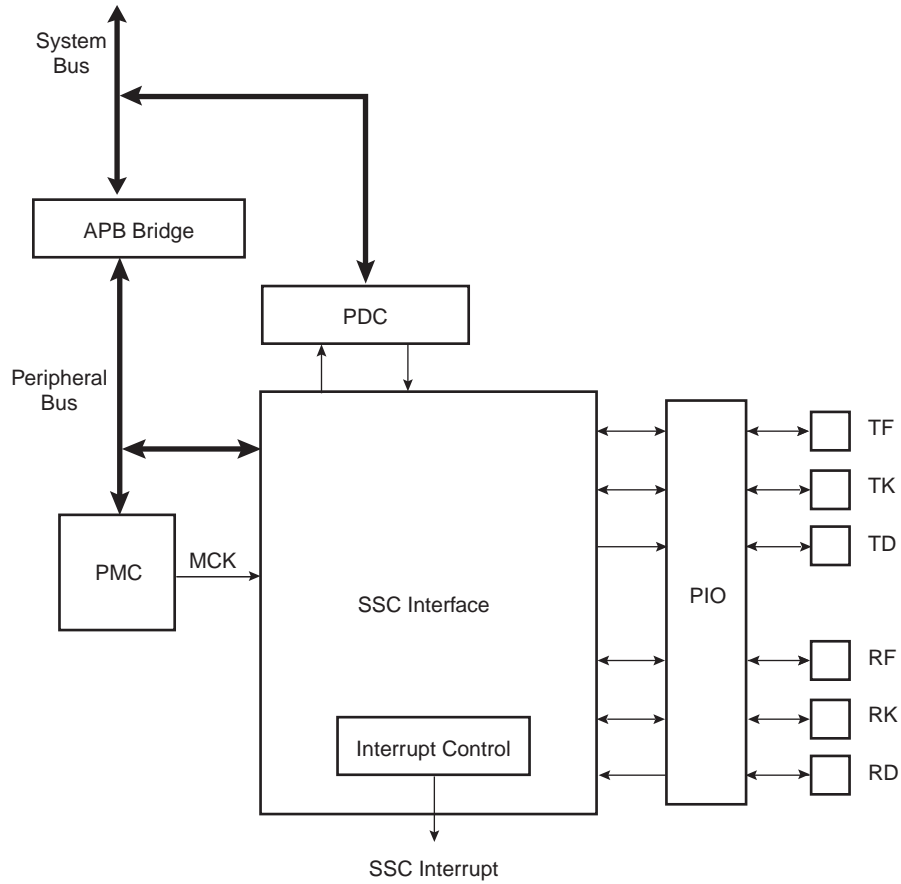 System
Bus
APB Bridge
PDC
Peripheral
Bus
TF
TK
PMC
MCK
TD
SSC Interface
PIO
RF
RK
Interrupt Control
RD
SSC Interrupt